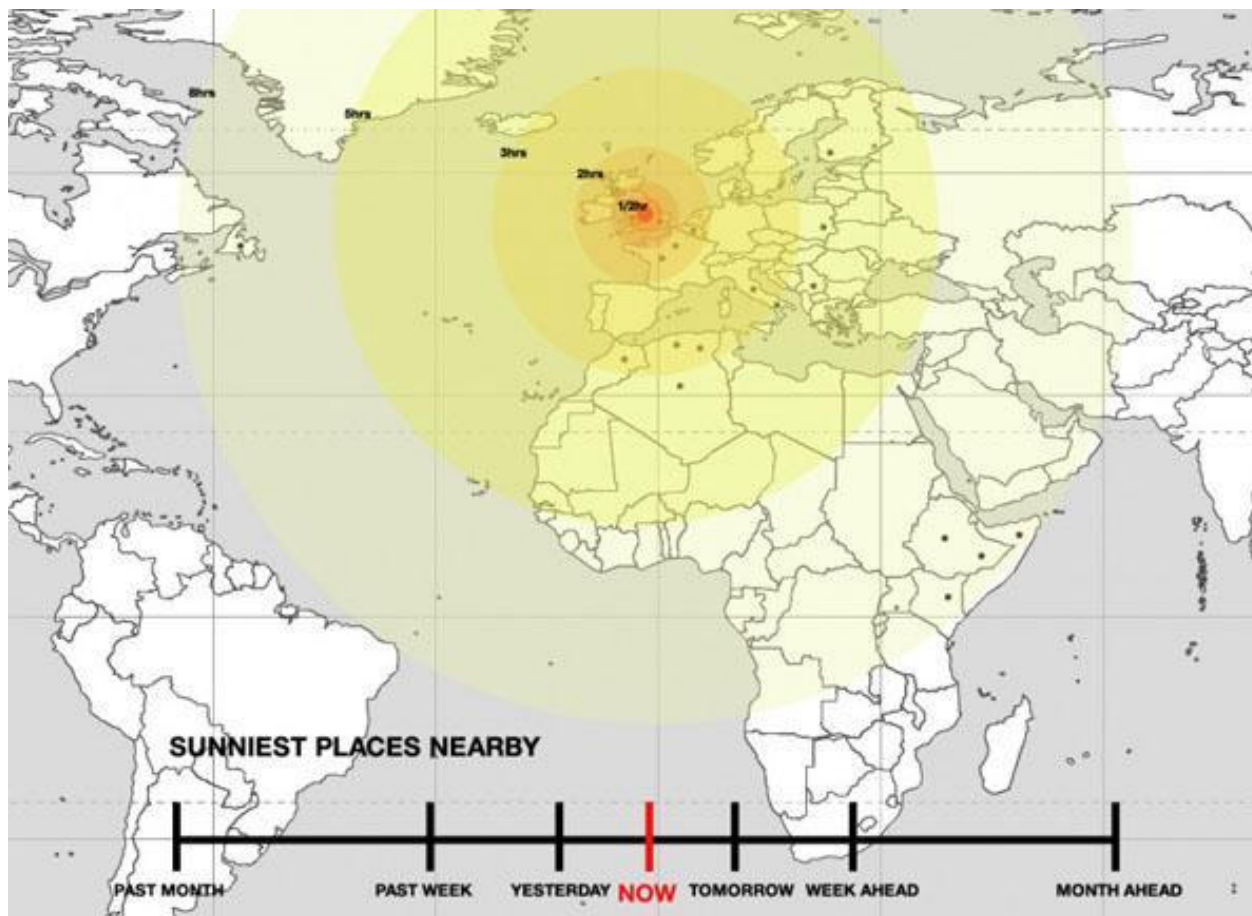 8hrs
5hrs
3hrs
2hrs
1/2hr
SUNNIEST PLACES NEARBY
PAST MONTH PAST WEEK YESTERDAY NOW TOMORROW WEEK AHEAD MONTH AHEAD